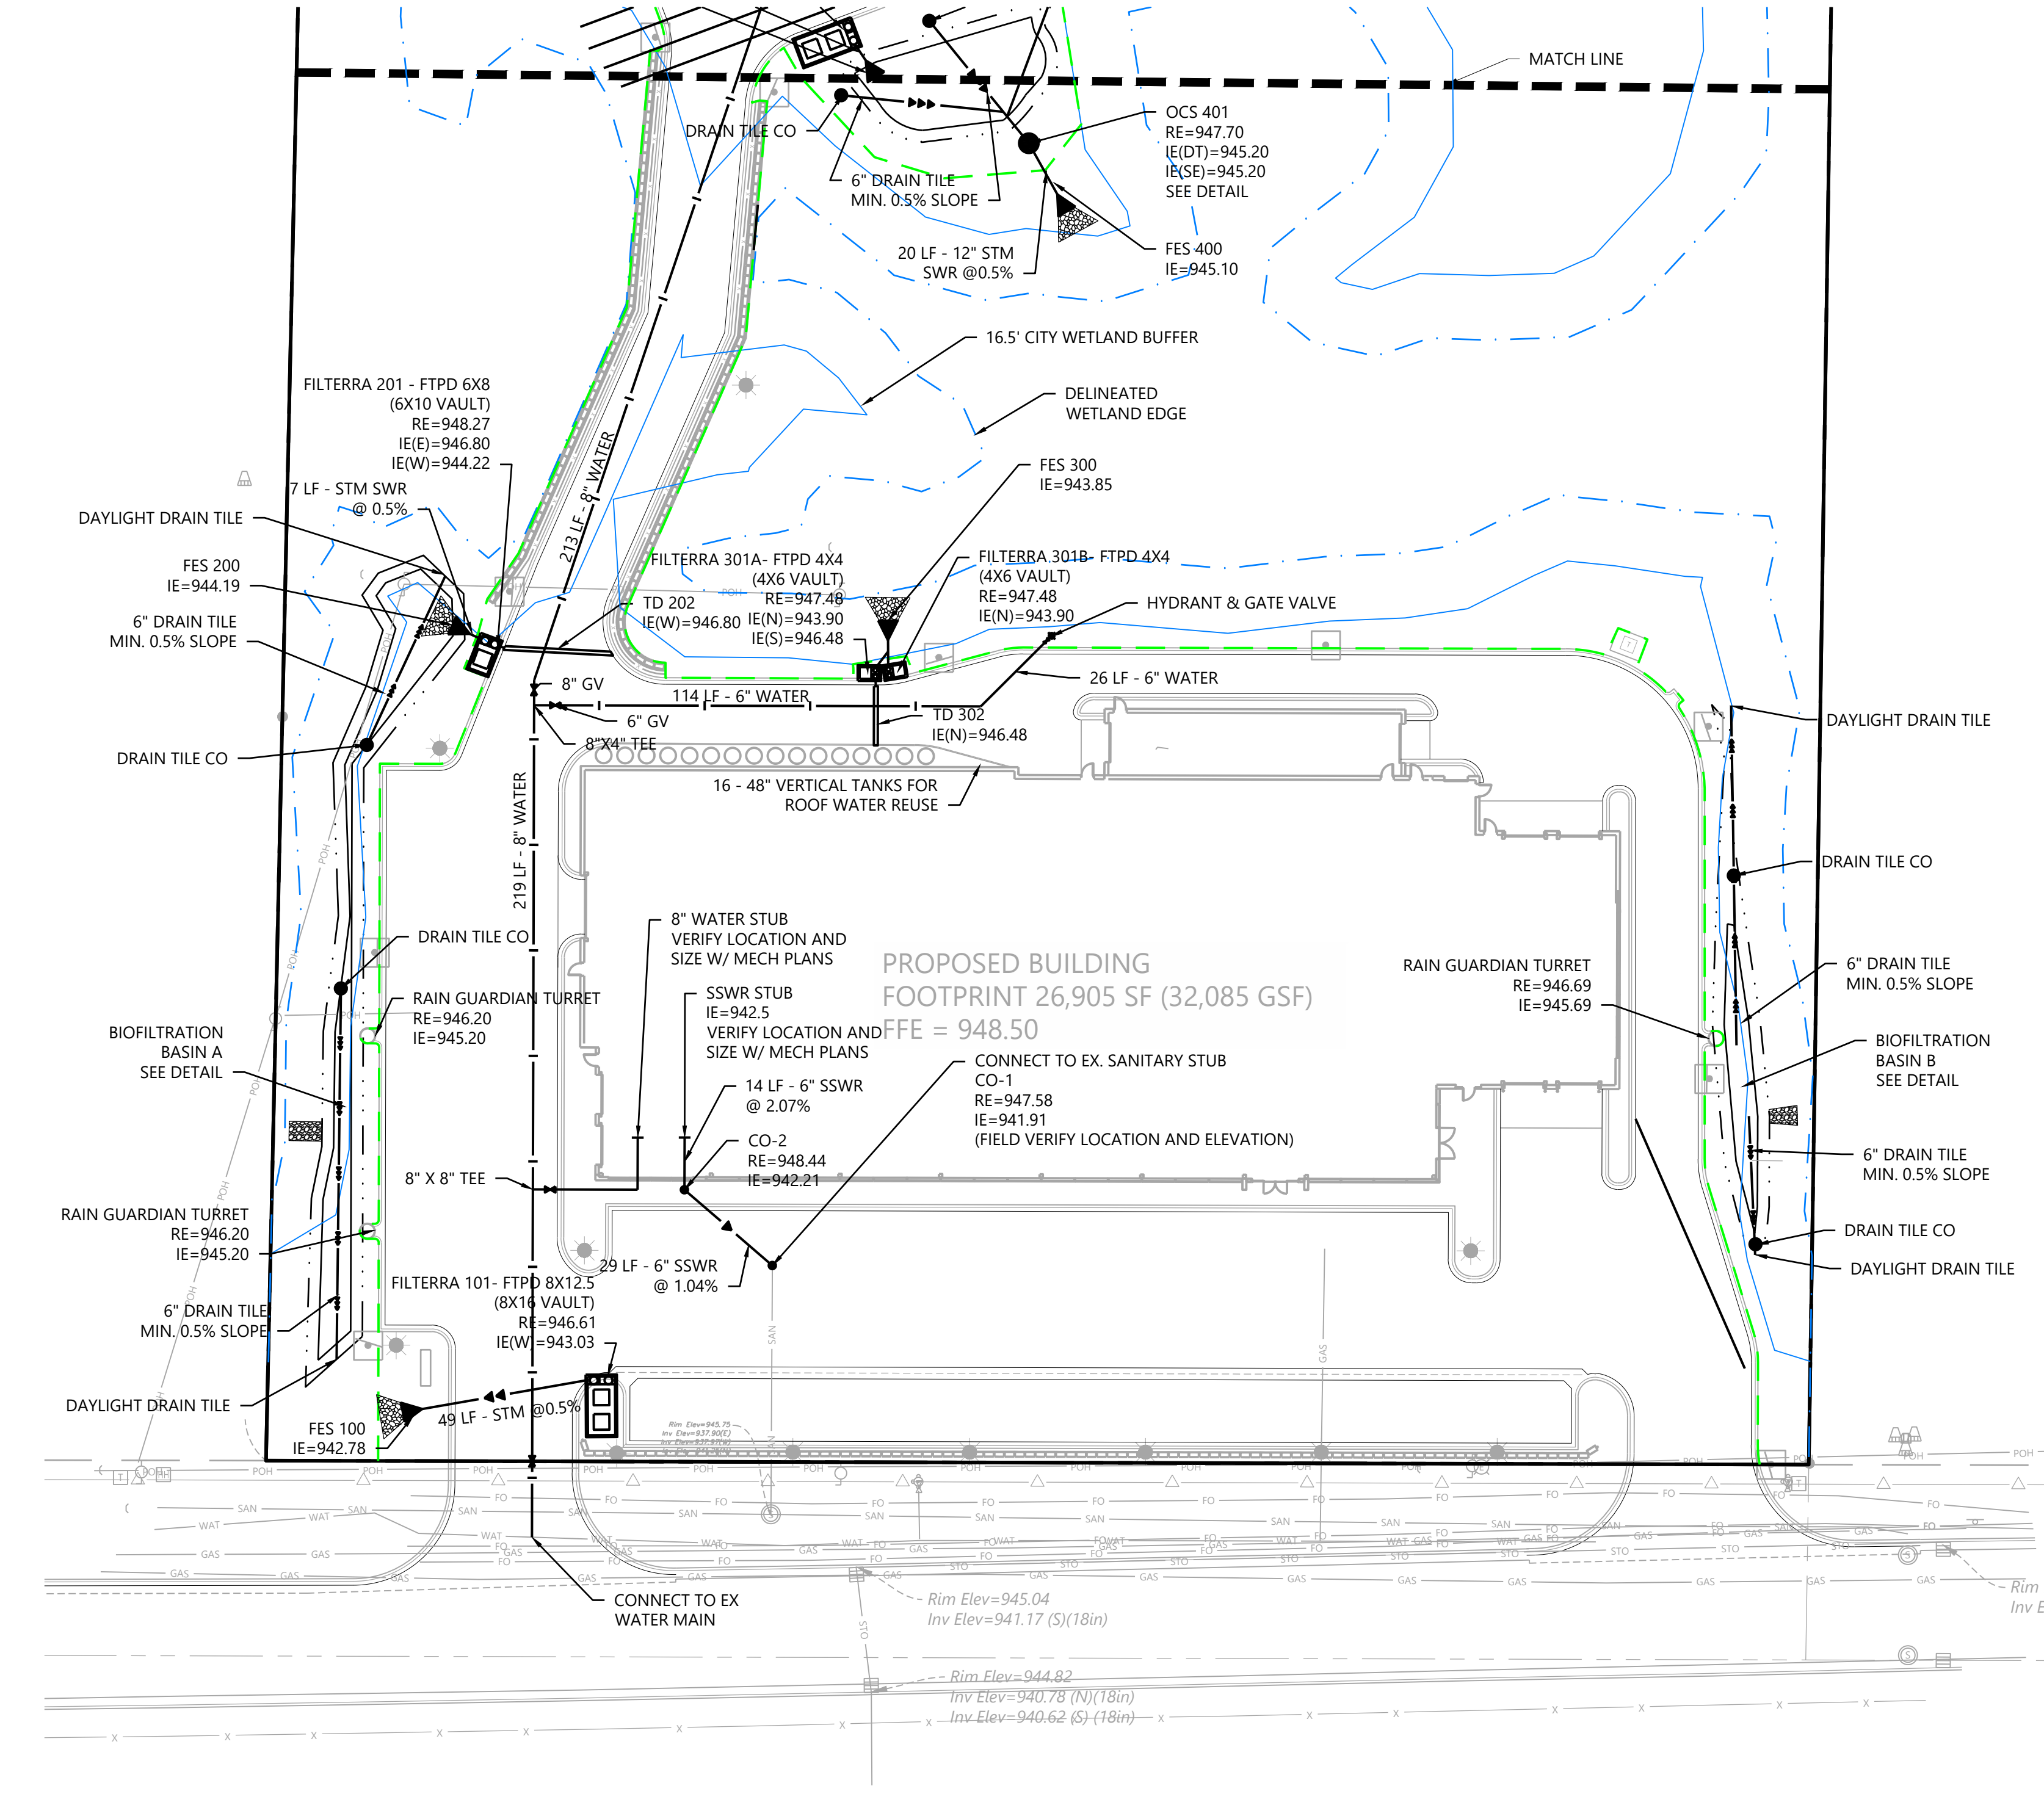 MATCH LINE
OCS 401
RE=947.70
IE(DT)=945.20
IE(SE)=945.20
SEE DETAIL
DRAIN TILE CO
6" DRAIN TILE
MIN. 0.5% SLOPE
20 LF - 12" STM
SWR @0.5%
FES 400
IE=945.10
16.5' CITY WETLAND BUFFER
DELINEATED
WETLAND EDGE
FILTERRA 201 - FTPD 6X8
(6X10 VAULT)
RE=948.27
IE(E)=946.80
IE(W)=944.22
7 LF - STM SWR
@ 0.5%
DAYLIGHT DRAIN TILE
FES 200
IE=944.19
6" DRAIN TILE
MIN. 0.5% SLOPE
DRAIN TILE CO
213 LF - 8" WATER
FES 300
IE=943.85
FILTERRA 301A- FTPD 4X4
(4X6 VAULT)
RE=947.48
IE(N)=943.90
IE(S)=946.48
FILTERRA 301B- FTPD 4X4
(4X6 VAULT)
RE=947.48
IE(N)=943.90
TD 202
IE(W)=946.80
HYDRANT & GATE VALVE
8" GV
114 LF - 6" WATER
26 LF - 6" WATER
6" GV
8"X4" TEE
TD 302
IE(N)=946.48
16 - 48" VERTICAL TANKS FOR
ROOF WATER REUSE
219 LF - 8" WATER
DAYLIGHT DRAIN TILE
DRAIN TILE CO
DRAIN TILE CO
8" WATER STUB
VERIFY LOCATION AND
SIZE W/ MECH PLANS
SSWR STUB
IE=942.5
VERIFY LOCATION AND
SIZE W/ MECH PLANS
PROPOSED BUILDING
FOOTPRINT 26,905 SF (32,085 GSF)
FFE = 948.50
RAIN GUARDIAN TURRET
RE=946.69
IE=945.69
6" DRAIN TILE
MIN. 0.5% SLOPE
RAIN GUARDIAN TURRET
RE=946.20
IE=945.20
BIOFILTRATION
BASIN A
SEE DETAIL
BIOFILTRATION
BASIN B
SEE DETAIL
14 LF - 6" SSWR
@ 2.07%
CONNECT TO EX. SANITARY STUB
CO-1
RE=947.58
IE=941.91
(FIELD VERIFY LOCATION AND ELEVATION)
CO-2
RE=948.44
IE=942.21
8" X 8" TEE
6" DRAIN TILE
MIN. 0.5% SLOPE
RAIN GUARDIAN TURRET
RE=946.20
IE=945.20
DRAIN TILE CO
DAYLIGHT DRAIN TILE
29 LF - 6" SSWR
@ 1.04%
FILTERRA 101- FTPD 8X12.5
(8X16 VAULT)
RE=946.61
IE(W)=943.03
6" DRAIN TILE
MIN. 0.5% SLOPE
DAYLIGHT DRAIN TILE
FES 100
IE=942.78
49 LF - STM @0.5%
Rim Elev=945.75
Inv Elev=937.90(E)
CONNECT TO EX
WATER MAIN
Rim Elev=945.04
Inv Elev=941.17 (S)(18in)
Rim Elev=944.82
Inv Elev=940.78 (N)(18in)
Inv Elev=940.62 (S) (18in)
Rim
Inv E
POH
SAN
GAS
FO
WAT
STO